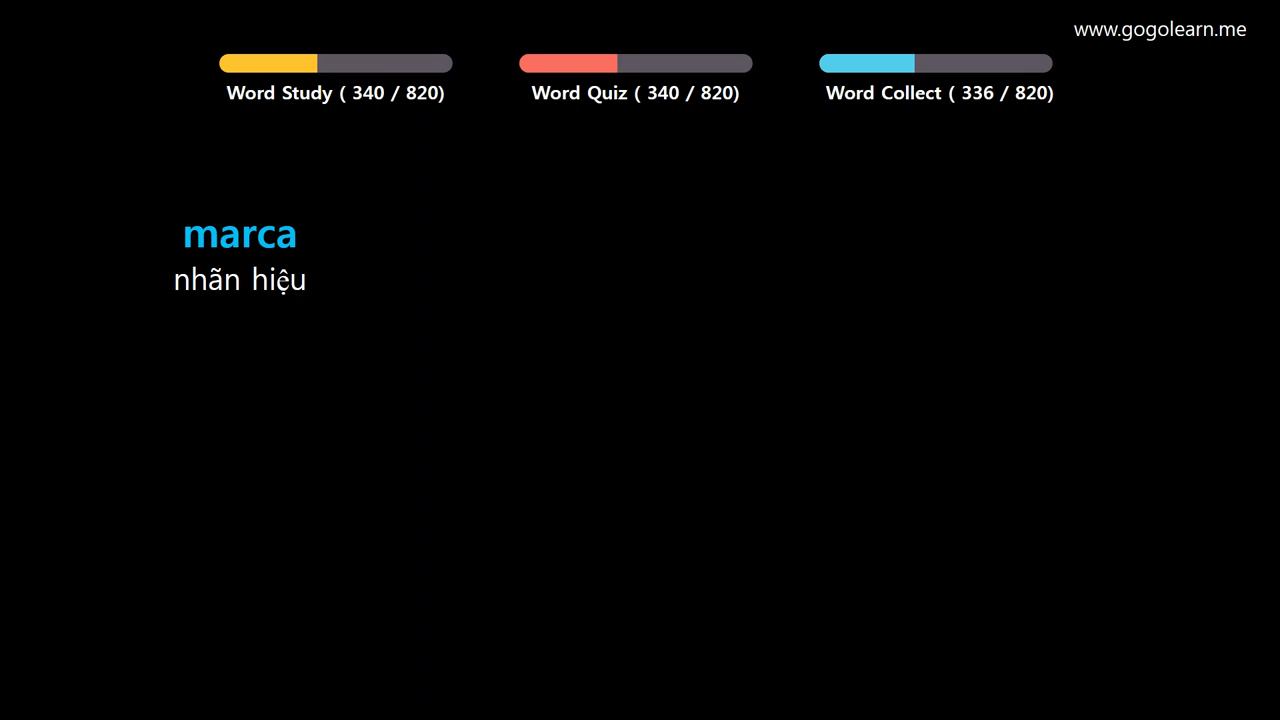 www.gogolearn.me
Word Study ( 340 / 820)
Word Quiz ( 340 / 820)
Word Collect ( 336 / 820)
marca
nhãn hiệu